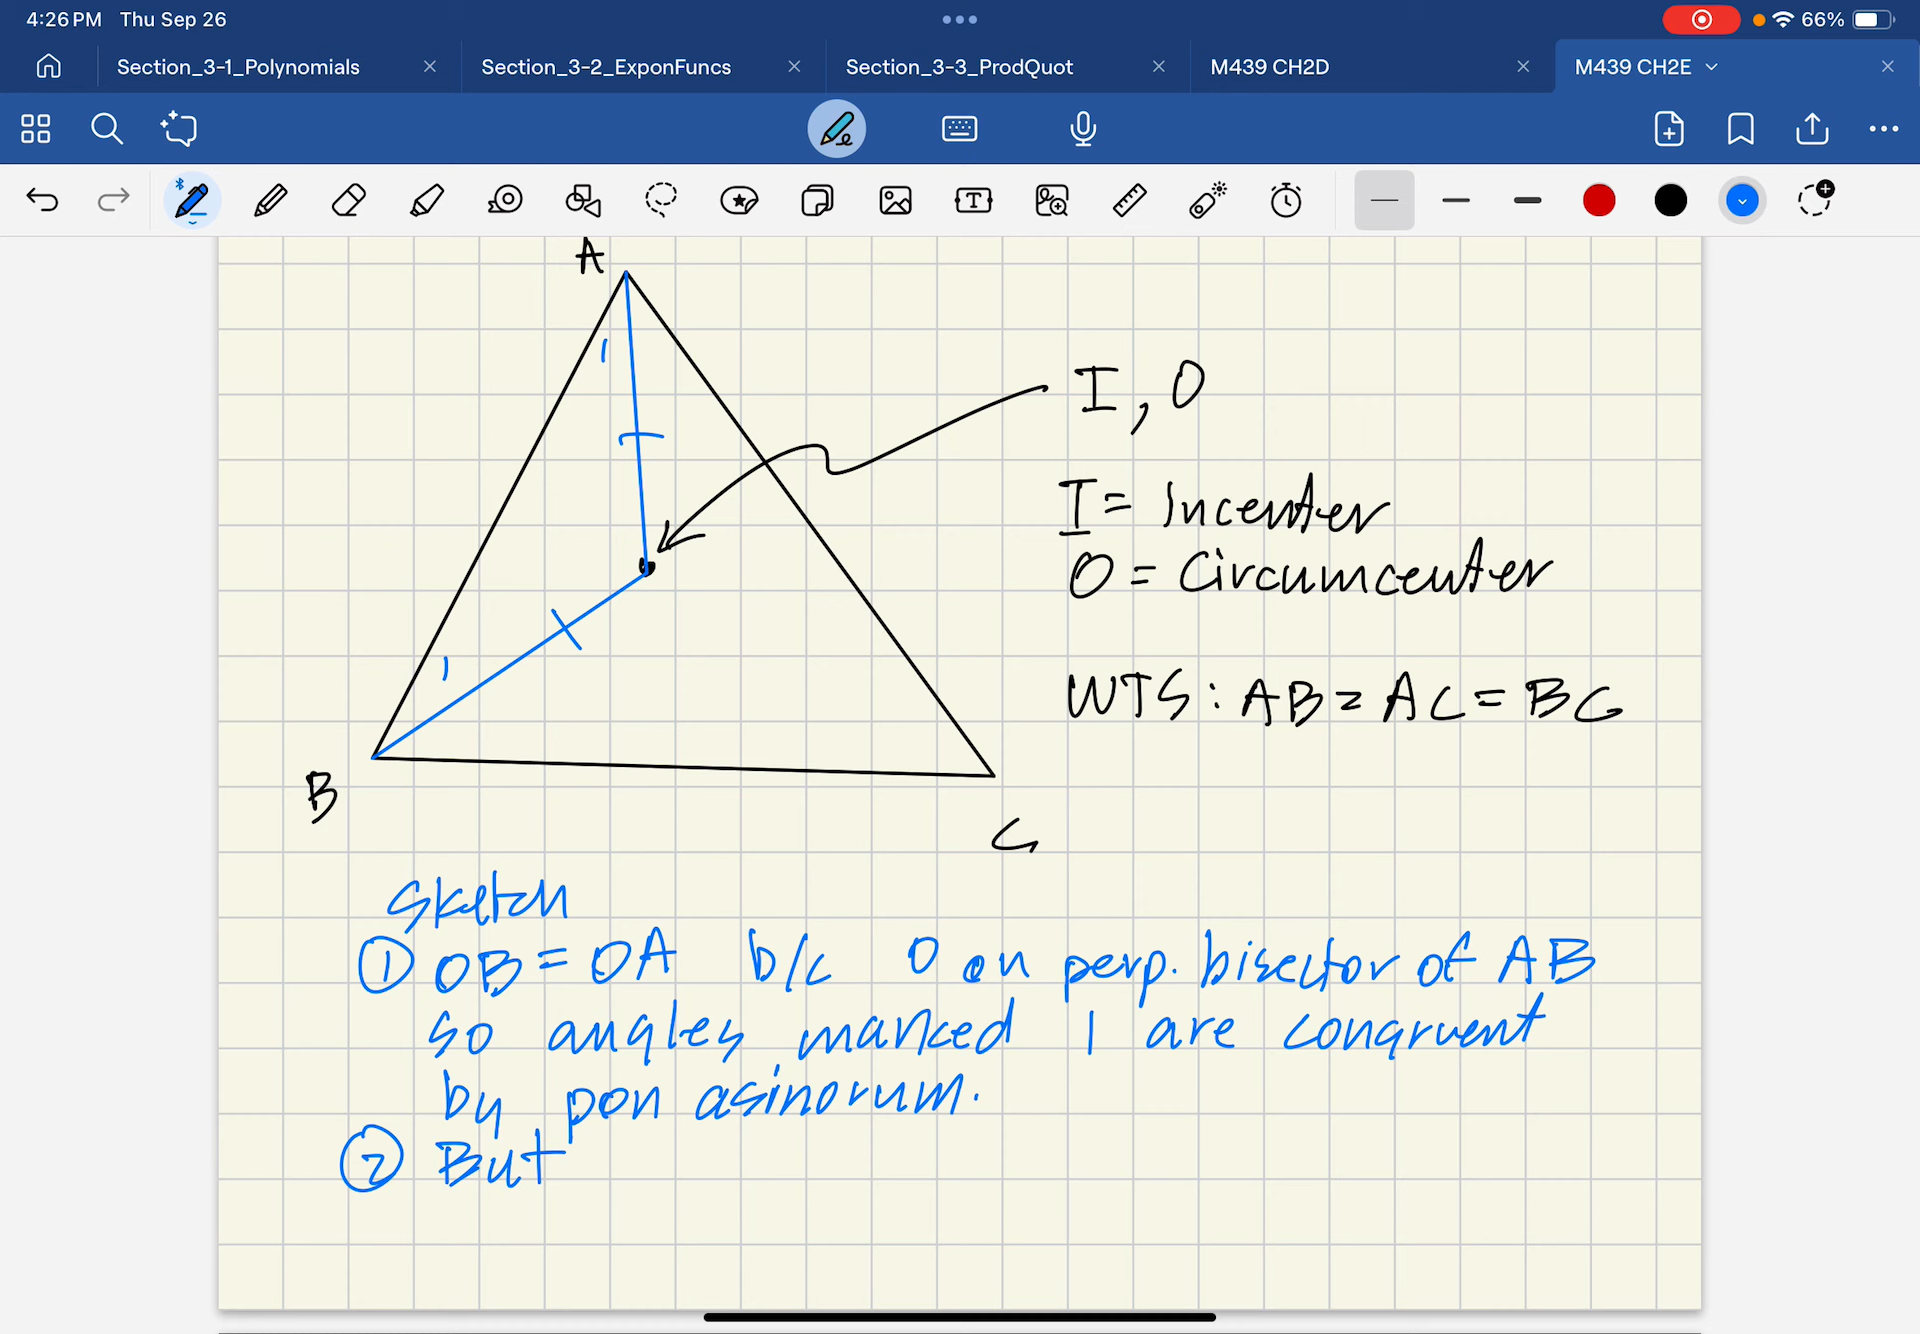 4:26 PM Thu Sep 26
66%
Section_3-1_Polynomials
Section_3-2_ExponFuncs
Section_3-3_ProdQuot
M439 CH2D
M439 CH2E
A
I, O
I = Incenter
O = Circumcenter
WTS : AB = AC = BC
B
C
Sketch
① OB = OA b/c O on perp. bisector of AB
so angles marked 1 are congruent
by pon asinorum.
② But